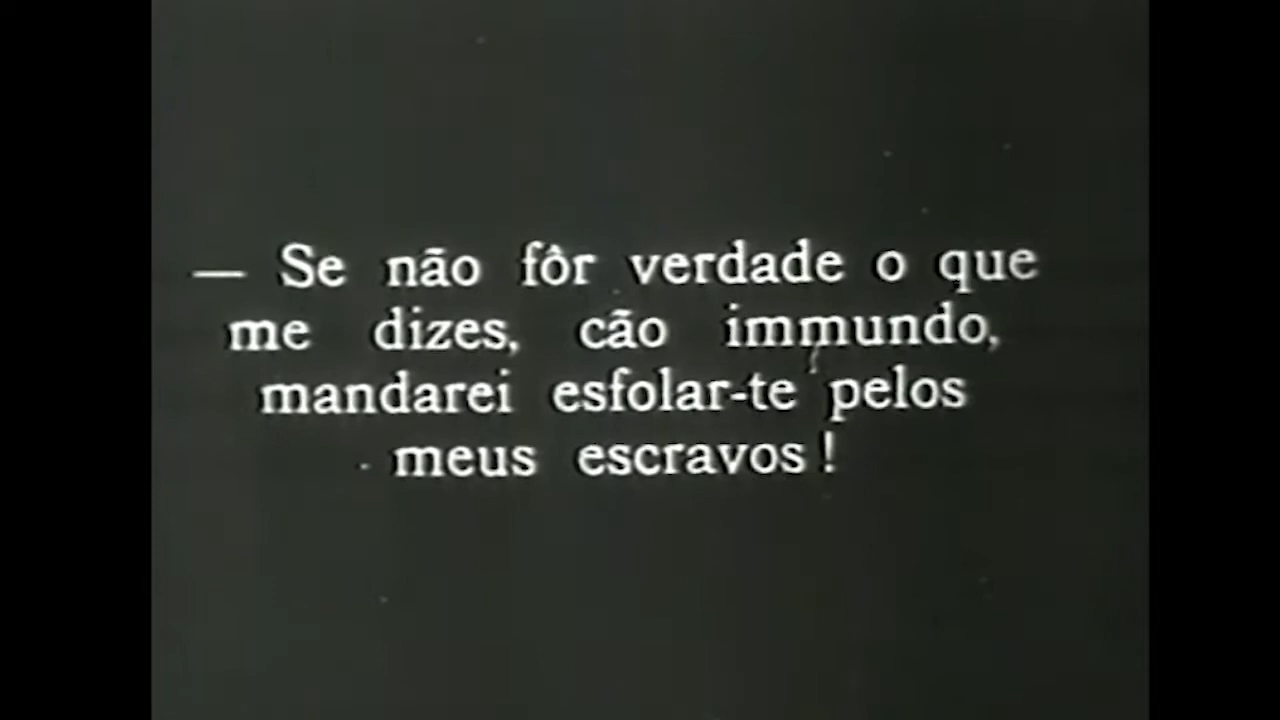 — Se não fôr verdade o que
me dizes, cão immundo,
mandarei esfolar-te pelos
meus escravos !